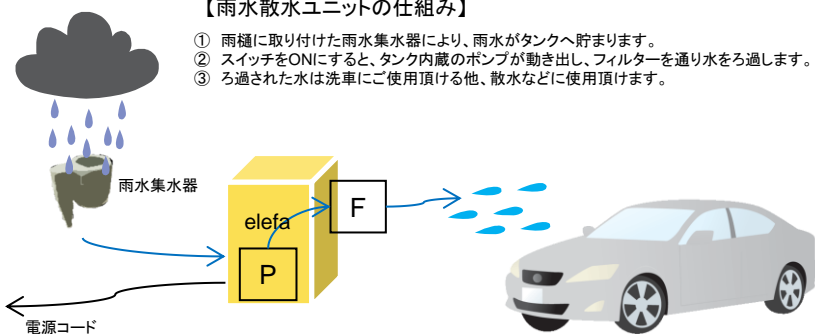 【雨水散水ユニットの仕組み】
① 雨樋に取り付けた雨水集水器により、雨水がタンクへ貯まります。
② スイッチをONにすると、タンク内蔵のポンプが動き出し、フィルターを通り水をろ過します。
③ ろ過された水は洗車にご使用頂ける他、散水などに使用頂けます。
雨水集水器
elefa
F
P
電源コード